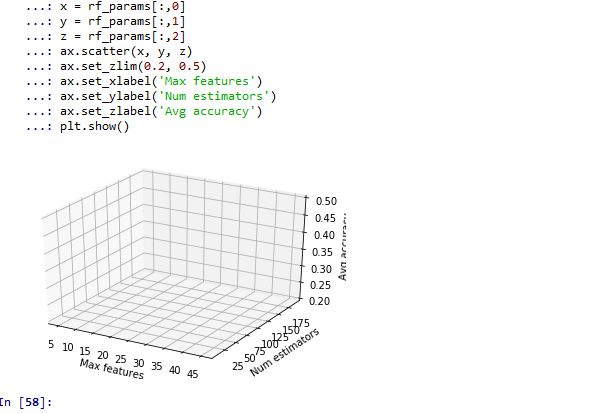 ...: x = rf_params[:,0]
...: y = rf_params[:,1]
...: z = rf_params[:,2]
...: ax.scatter(x, y, z)
...: ax.set_zlim(0.2, 0.5)
...: ax.set_xlabel('Max features')
...: ax.set_ylabel('Num estimators')
...: ax.set_zlabel('Avg accuracy')
...: plt.show()
0.50
0.45
0.40
0.35
0.30
0.25
0.20
Avg accuracy
175
150
125
100
75
50
25
Num estimators
5 10 15 20 25 30 35 40 45
Max features
In [58]: